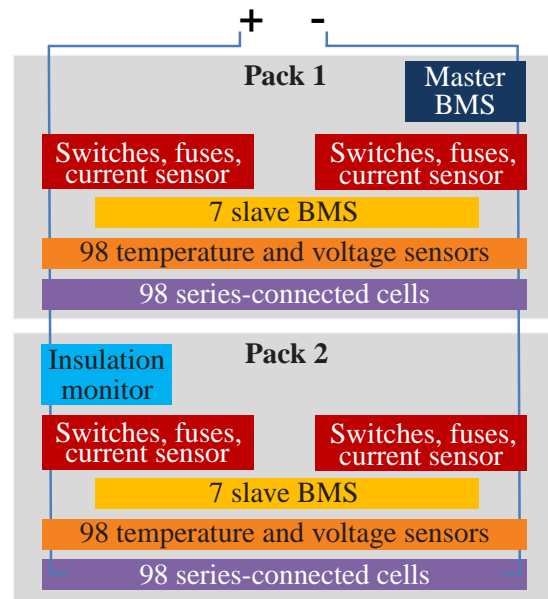 + -
Pack 1
Master
BMS
Switches, fuses,
current sensor
Switches, fuses,
current sensor
7 slave BMS
98 temperature and voltage sensors
98 series-connected cells
Pack 2
Insulation
monitor
Switches, fuses,
current sensor
Switches, fuses,
current sensor
7 slave BMS
98 temperature and voltage sensors
98 series-connected cells